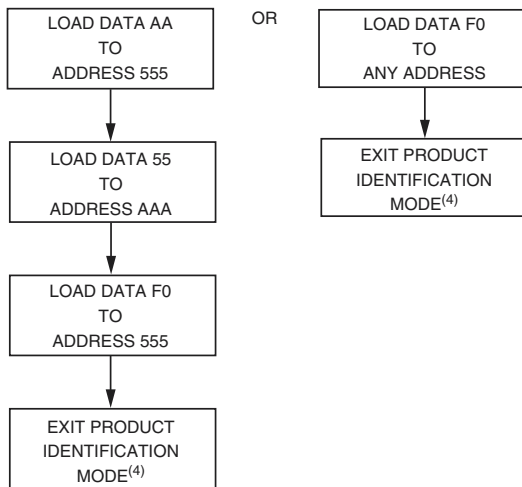 LOAD DATA AA
TO
ADDRESS 555
LOAD DATA 55
TO
ADDRESS AAA
LOAD DATA F0
TO
ADDRESS 555
EXIT PRODUCT
IDENTIFICATION
MODE(4)
OR
LOAD DATA F0
TO
ANY ADDRESS
EXIT PRODUCT
IDENTIFICATION
MODE(4)